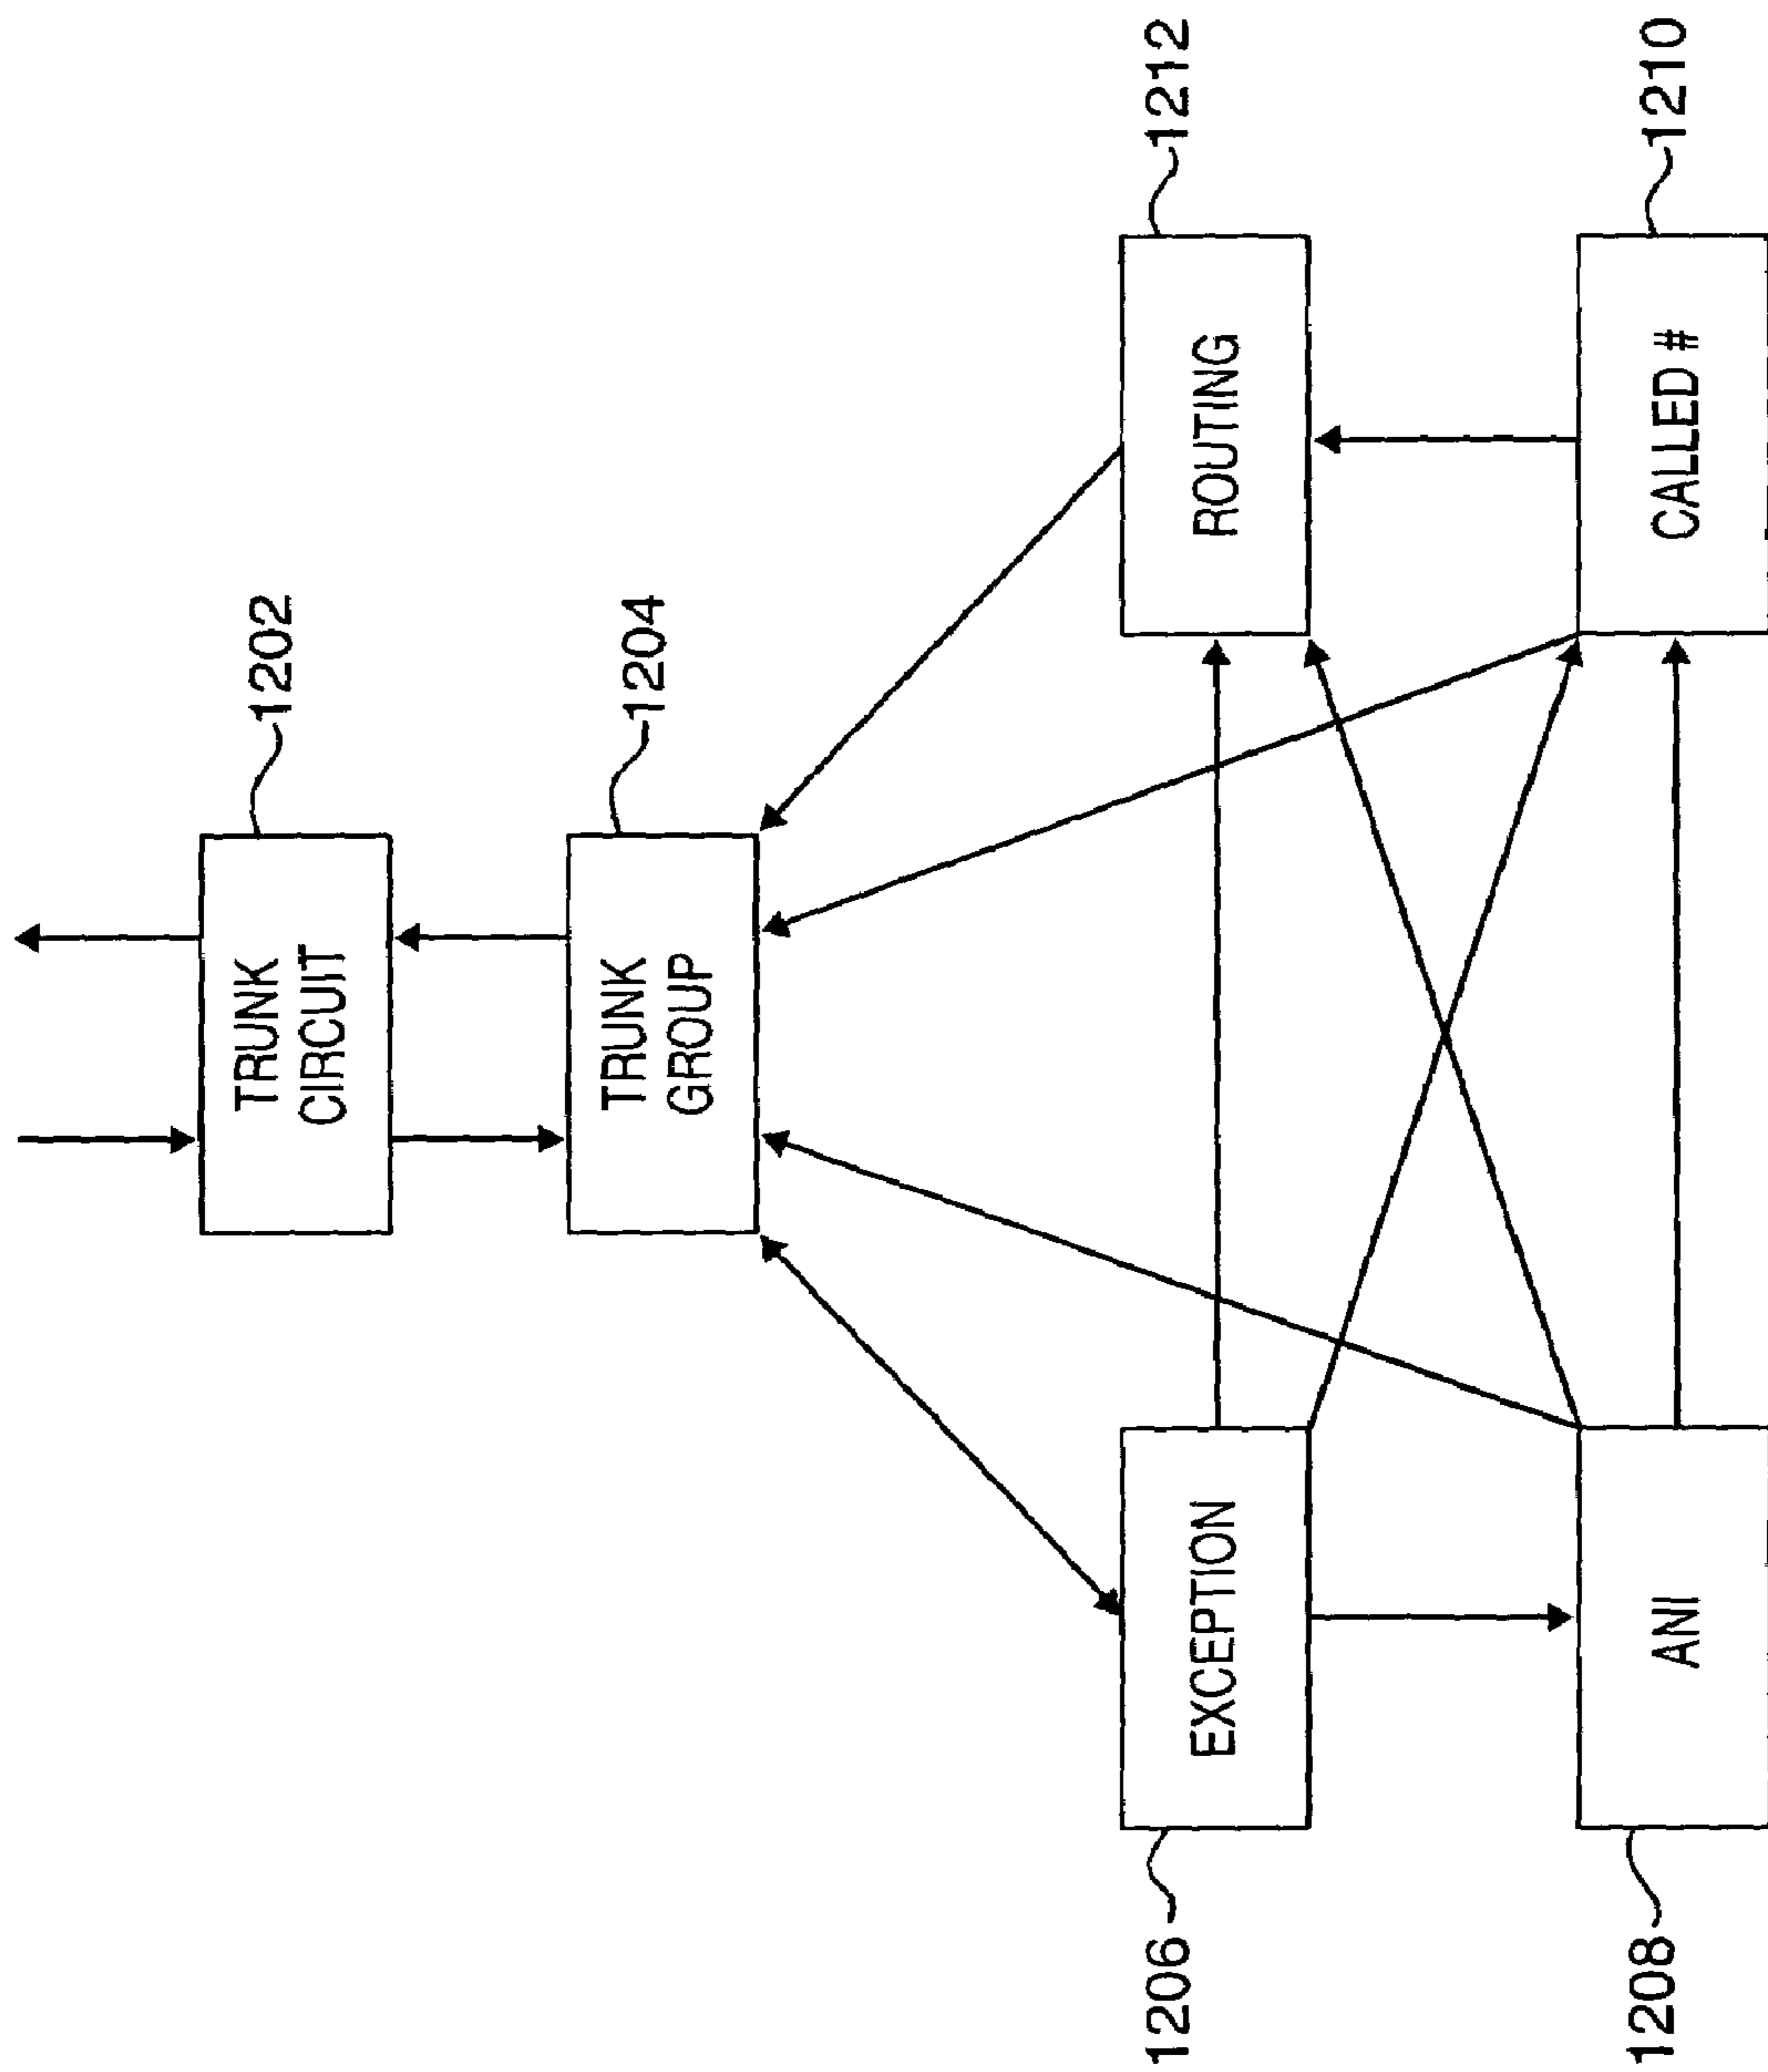 1202
TRUNK
CIRCUIT
1204
TRUNK
GROUP
1206
EXCEPTION
ROUTING
1212
1208
ANI
CALLED #
1210